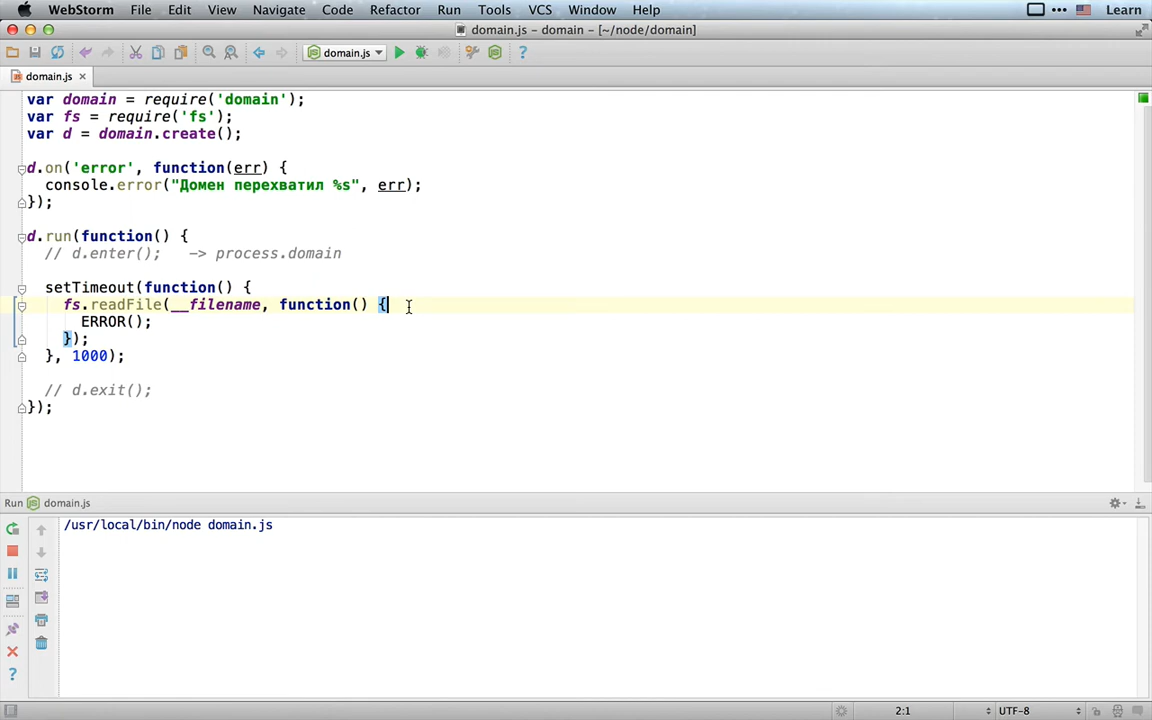 WebStorm File Edit View Navigate Code Refactor Run Tools VCS Window Help Learn
domain.js - domain - [~/node/domain]
domain.js
domain.js
var domain = require('domain');
var fs = require('fs');
var d = domain.create();
d.on('error', function(err) {
console.error("Домен перехватил %s", err);
});
d.run(function() {
// d.enter();   -> process.domain
setTimeout(function() {
fs.readFile(__filename, function() {
ERROR();
});
}, 1000);
// d.exit();
});
Run domain.js
/usr/local/bin/node domain.js
2:1 UTF-8